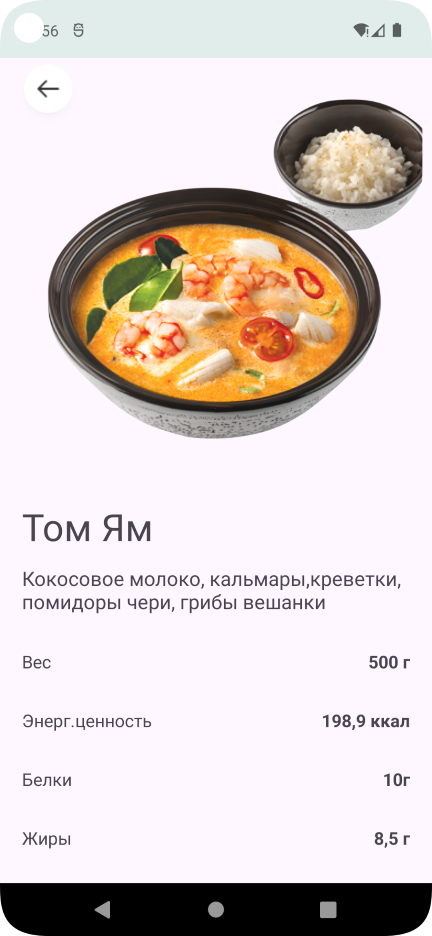 56
Том Ям
Кокосовое молоко, кальмары,креветки,
помидоры чери, грибы вешанки
Вес 500 г
Энерг.ценность 198,9 ккал
Белки 10г
Жиры 8,5 г